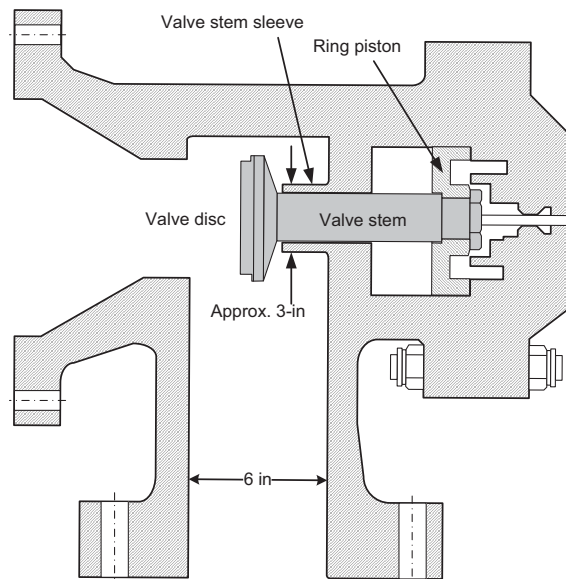 Valve stem sleeve
Ring piston
Valve disc
Valve stem
Approx. 3-in
6 in